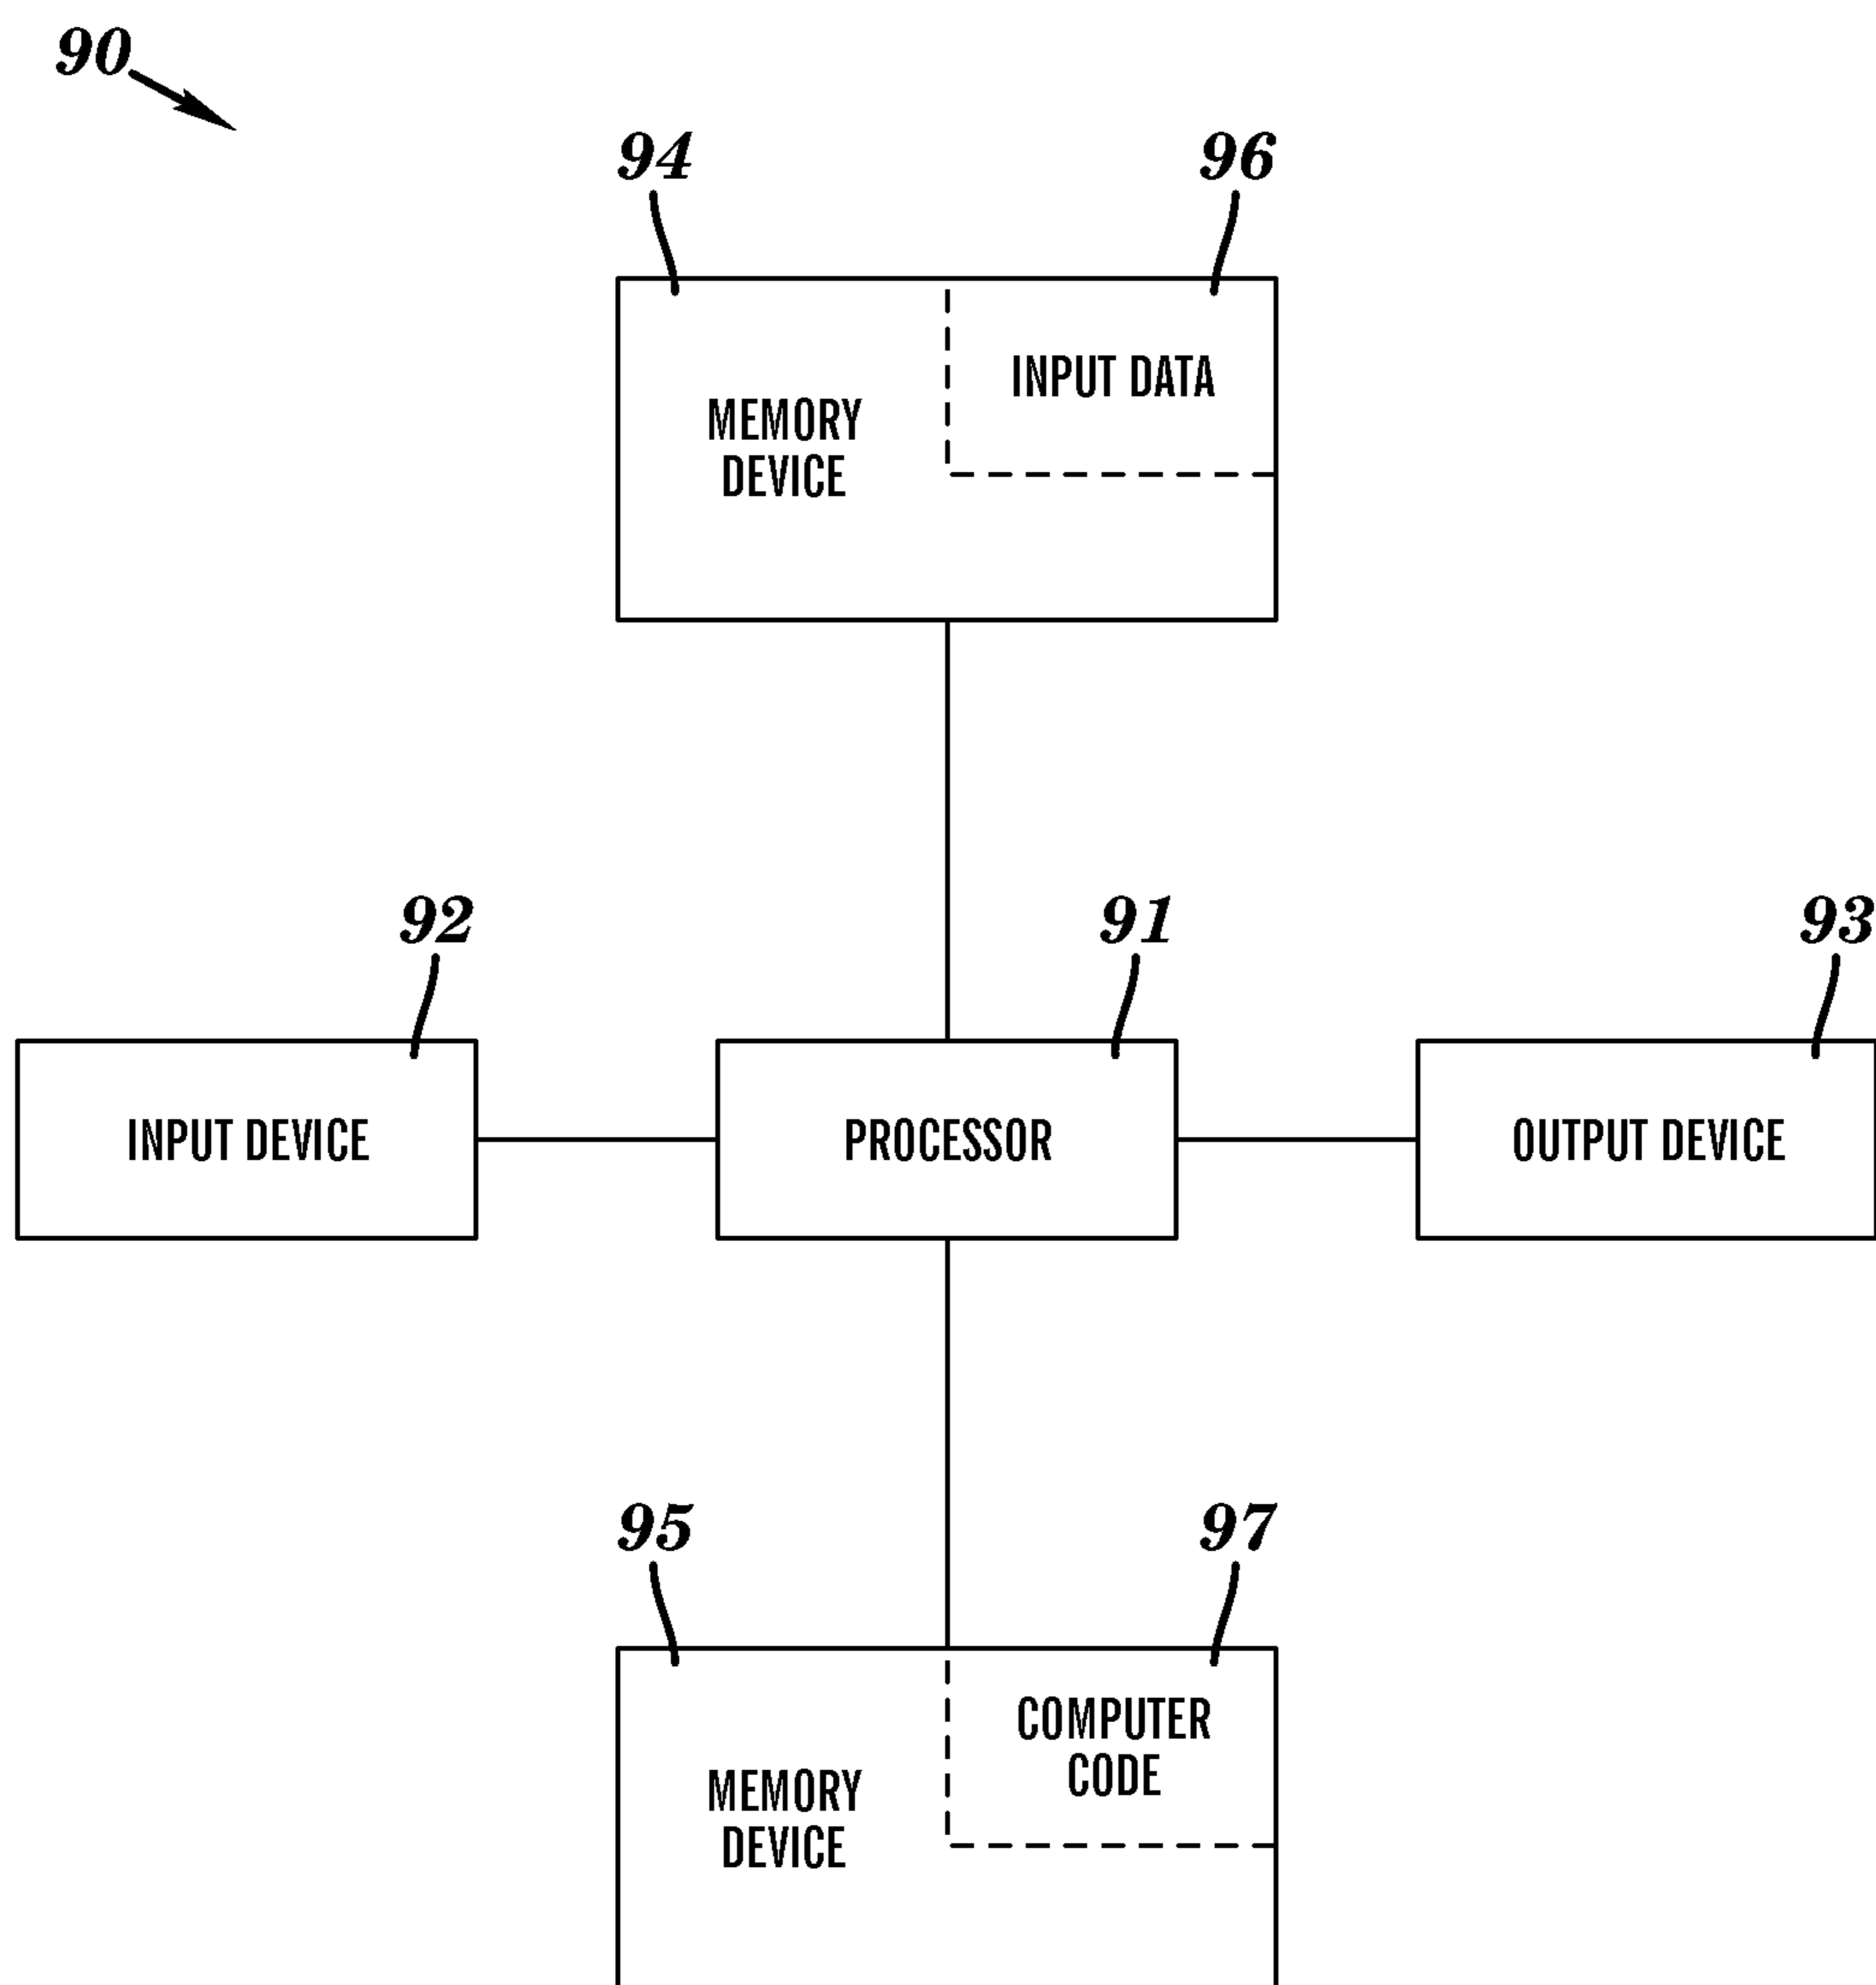 90
94
96
INPUT DATA
MEMORY
DEVICE
92
91
93
INPUT DEVICE
PROCESSOR
OUTPUT DEVICE
95
97
COMPUTER
CODE
MEMORY
DEVICE